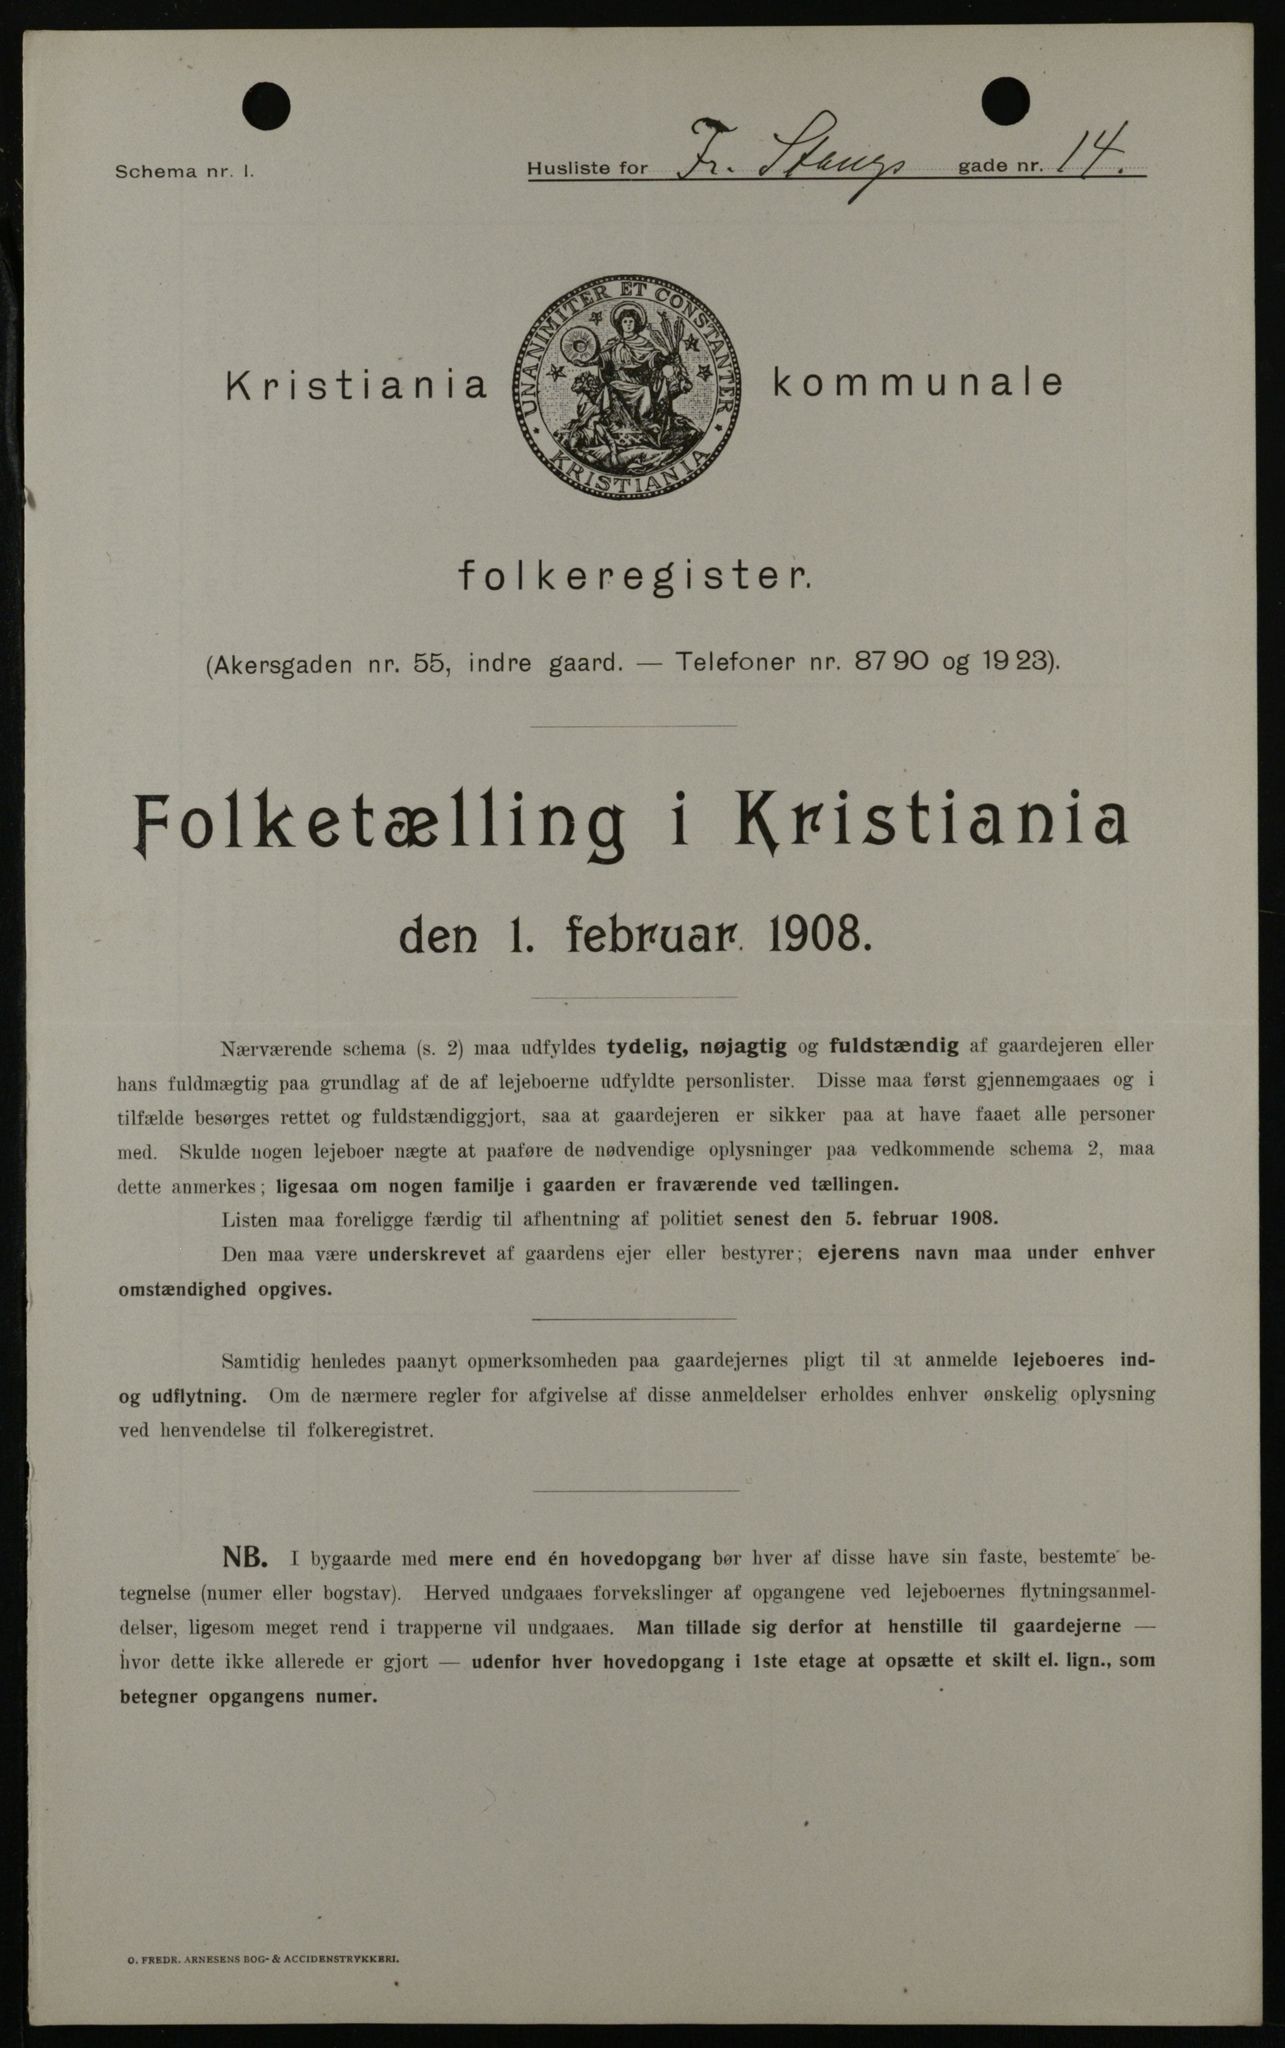 Schema nr. 1.
Husliste for Fr. Stangs gade nr. 14.
UNANIMITER ET CONSTANTER
KRISTIANIA
Kristiania kommunale
folkeregister.
(Akersgaden nr. 55, indre gaard. — Telefoner nr. 8790 og 1923).
Folketælling i Kristiania
den 1. februar 1908.
Nærværende schema (s. 2) maa udfyldes tydelig, nøjagtig og fuldstændig af gaardejeren eller
hans fuldmægtig paa grundlag af de af lejeboerne udfyldte personlister. Disse maa først gjennemgaaes og i
tilfælde besørges rettet og fuldstændiggjort, saa at gaardejeren er sikker paa at have faaet alle personer
med. Skulde nogen lejeboer nægte at paaføre de nødvendige oplysninger paa vedkommende schema 2, maa
dette anmerkes; ligesaa om nogen familje i gaarden er fraværende ved tællingen.
Listen maa foreligge færdig til afhentning af politiet senest den 5. februar 1908.
Den maa være underskrevet af gaardens ejer eller bestyrer; ejerens navn maa under enhver
omstændighed opgives.
Samtidig henledes paanyt opmerksomheden paa gaardejernes pligt til at anmelde lejeboeres ind-
og udflytning. Om de nærmere regler for afgivelse af disse anmeldelser erholdes enhver ønskelig oplysning
ved henvendelse til folkeregistret.
NB. I bygaarde med mere end én hovedopgang bør hver af disse have sin faste, bestemte be-
tegnelse (numer eller bogstav). Herved undgaaes forvekslinger af opgangene ved lejeboernes flytningsanmel-
delser, ligesom meget rend i trapperne vil undgaaes. Man tillade sig derfor at henstille til gaardejerne —
hvor dette ikke allerede er gjort — udenfor hver hovedopgang i 1ste etage at opsætte et skilt el. lign., som
betegner opgangens numer.
O. FREDR. ARNESENS BOG- & ACCIDENSTRYKKERI.